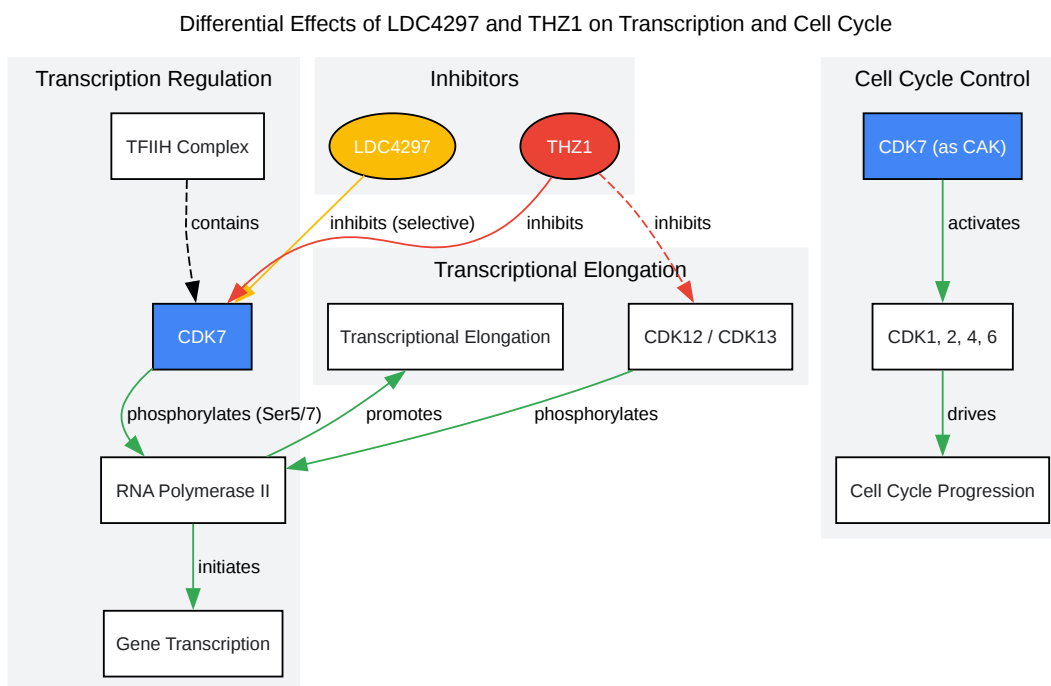 Differential Effects of LDC4297 and THZ1 on Transcription and Cell Cycle
Transcription Regulation
Inhibitors
Cell Cycle Control
TFIIH Complex
LDC4297
THZ1
CDK7 (as CAK)
contains
inhibits (selective)
inhibits
inhibits
activates
Transcriptional Elongation
CDK7
Transcriptional Elongation
CDK12 / CDK13
CDK1, 2, 4, 6
phosphorylates (Ser5/7)
promotes
phosphorylates
drives
RNA Polymerase II
Cell Cycle Progression
initiates
Gene Transcription